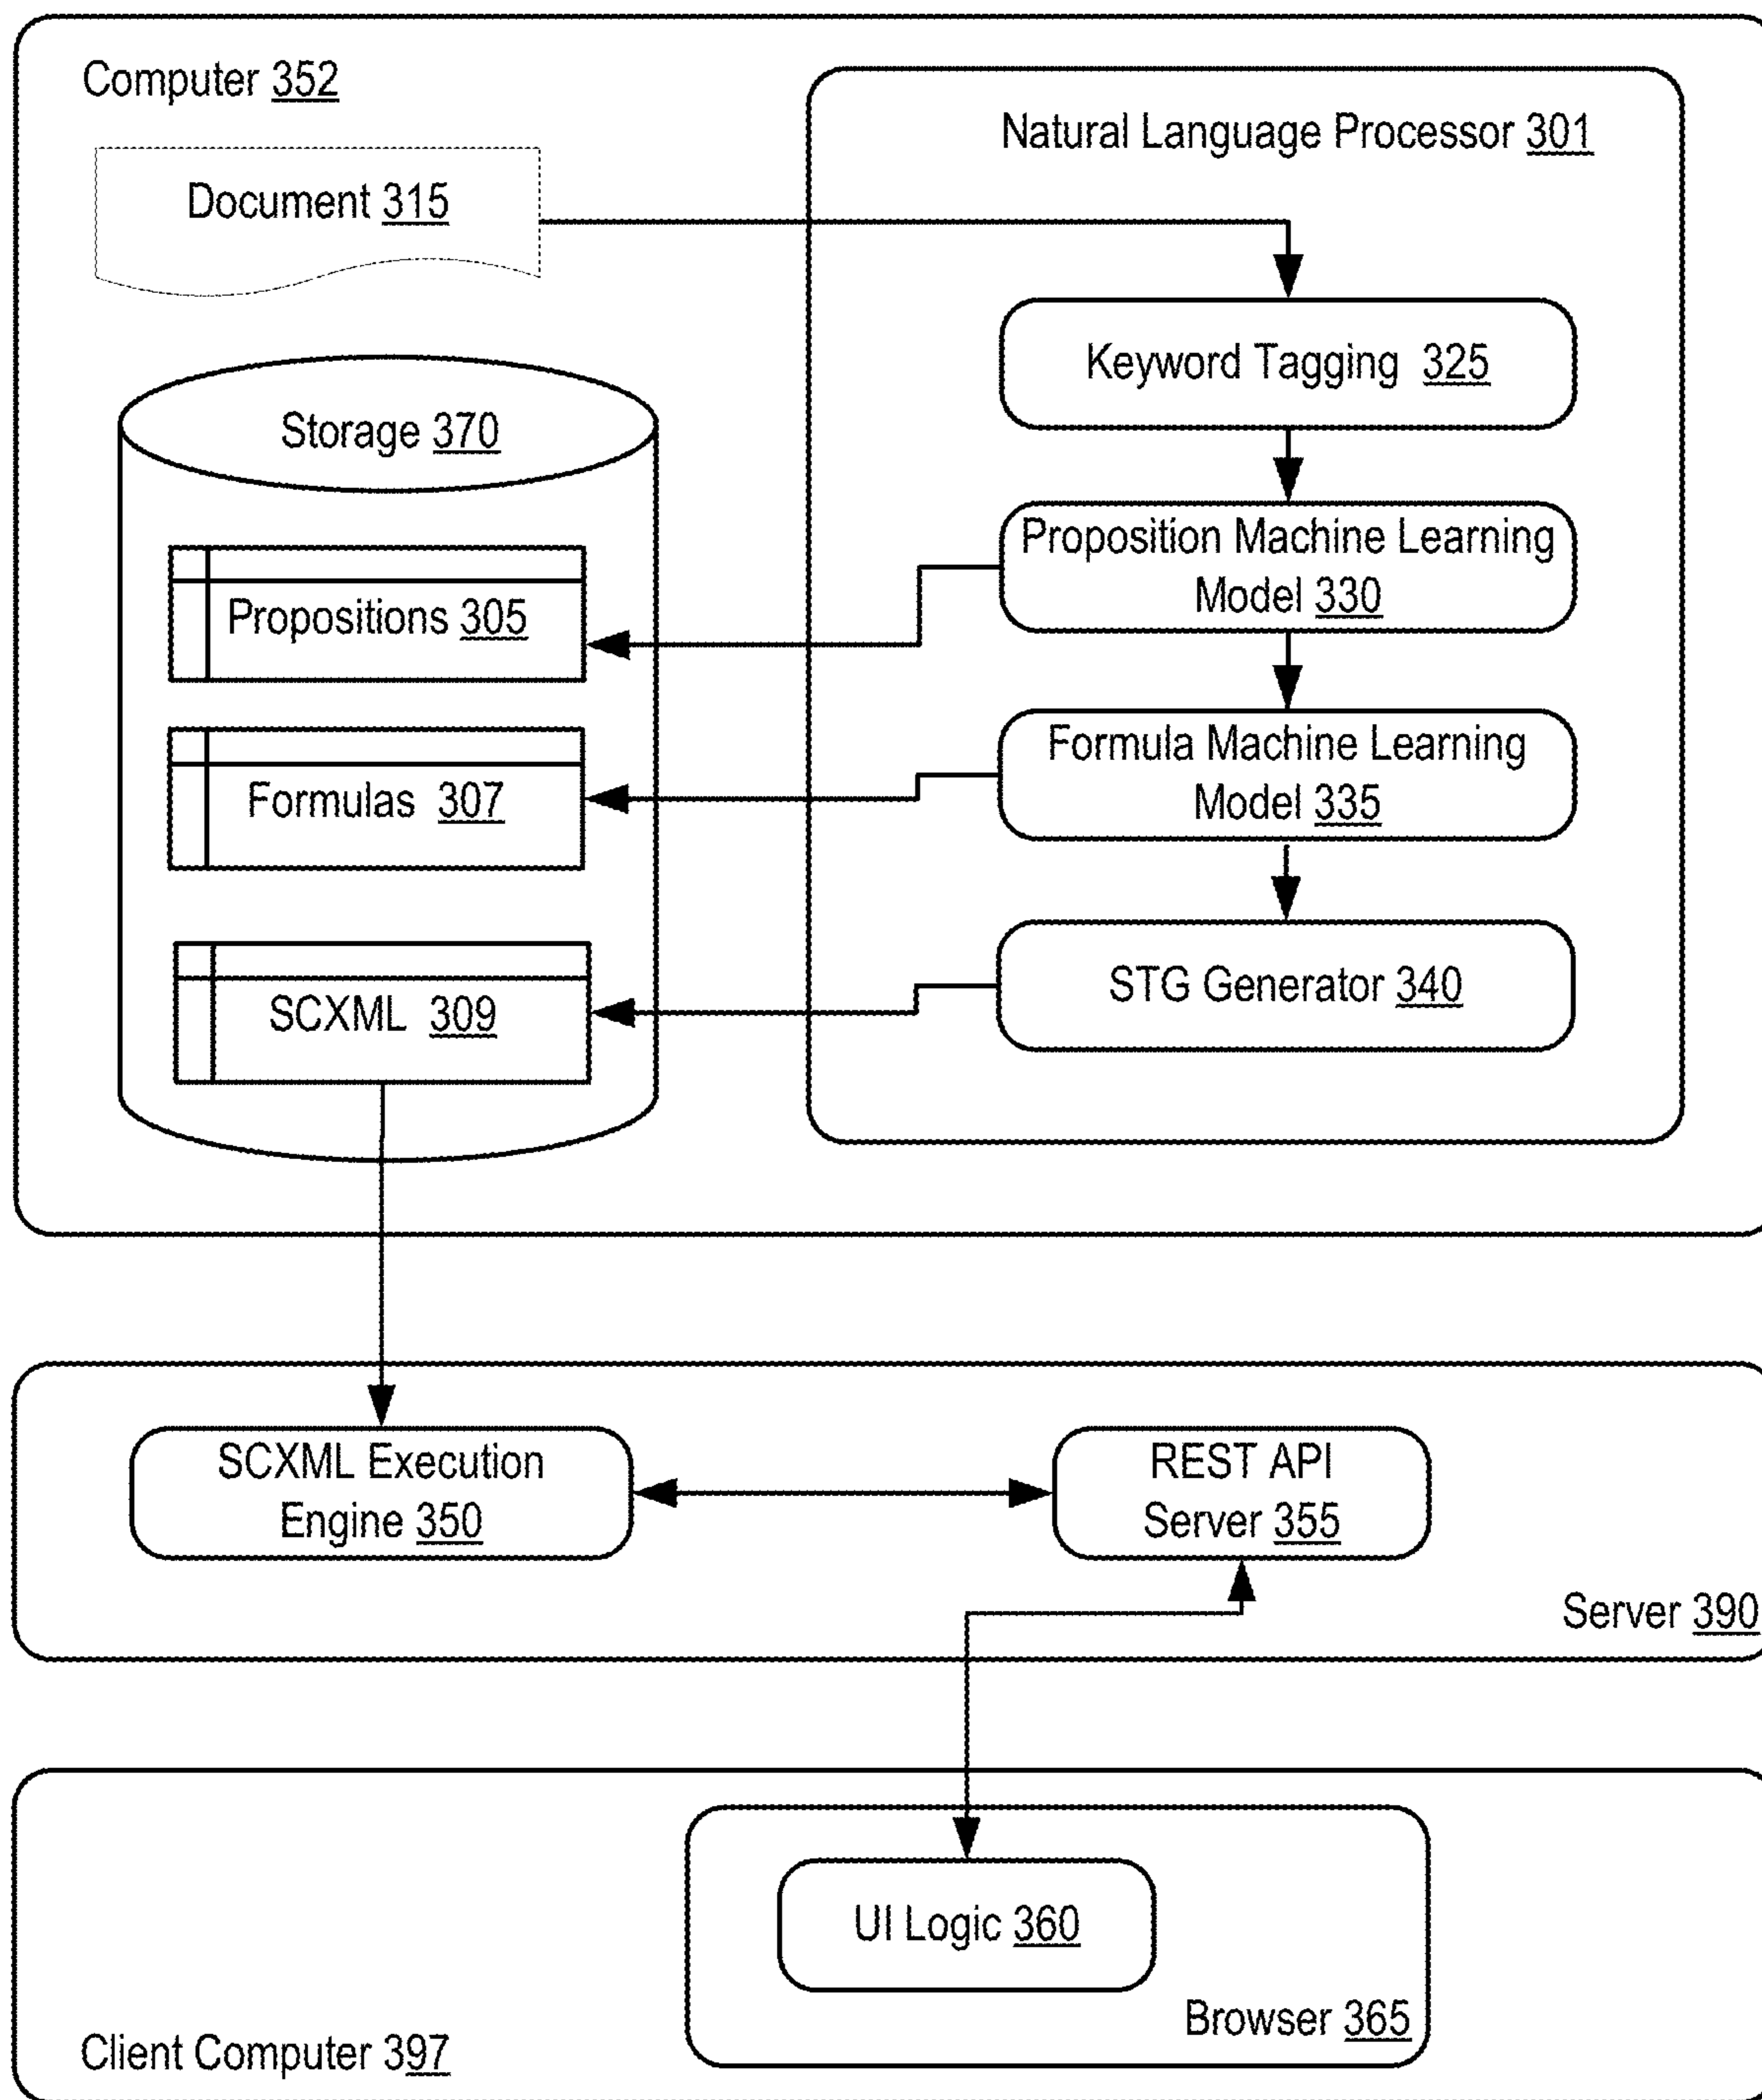 Computer 352
Natural Language Processor 301
Document 315
Keyword Tagging 325
Storage 370
Proposition Machine Learning
Model 330
Propositions 305
Formula Machine Learning
Model 335
Formulas 307
STG Generator 340
SCXML 309
SCXML Execution
Engine 350
REST API
Server 355
Server 390
UI Logic 360
Browser 365
Client Computer 397